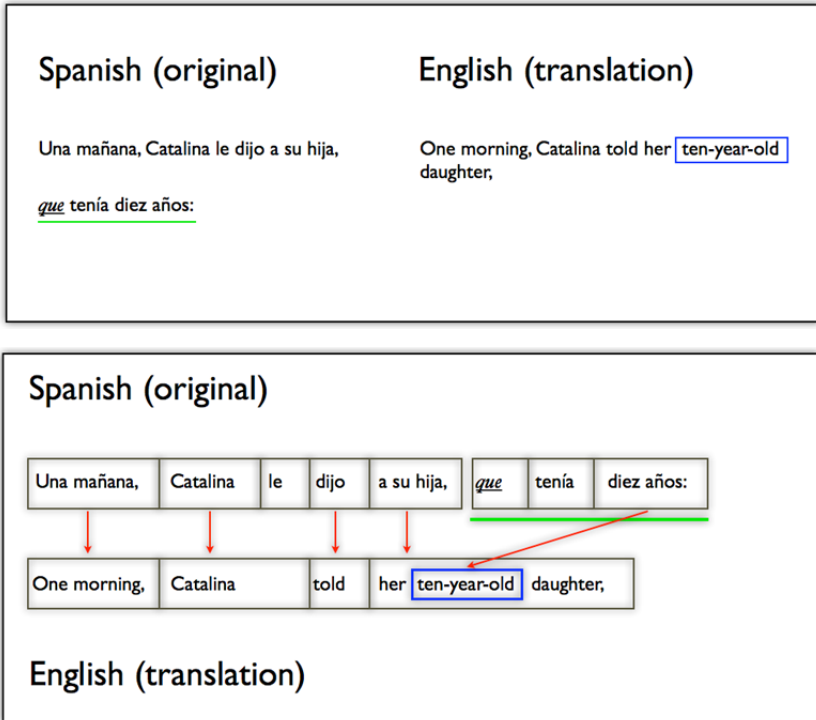 Spanish (original)
English (translation)
Una mañana, Catalina le dijo a su hija,
que tenía diez años:
One morning, Catalina told her ten-year-old
daughter,
Spanish (original)
Una mañana, Catalina le dijo a su hija, que tenía diez años:
One morning, Catalina told her ten-year-old daughter,
English (translation)